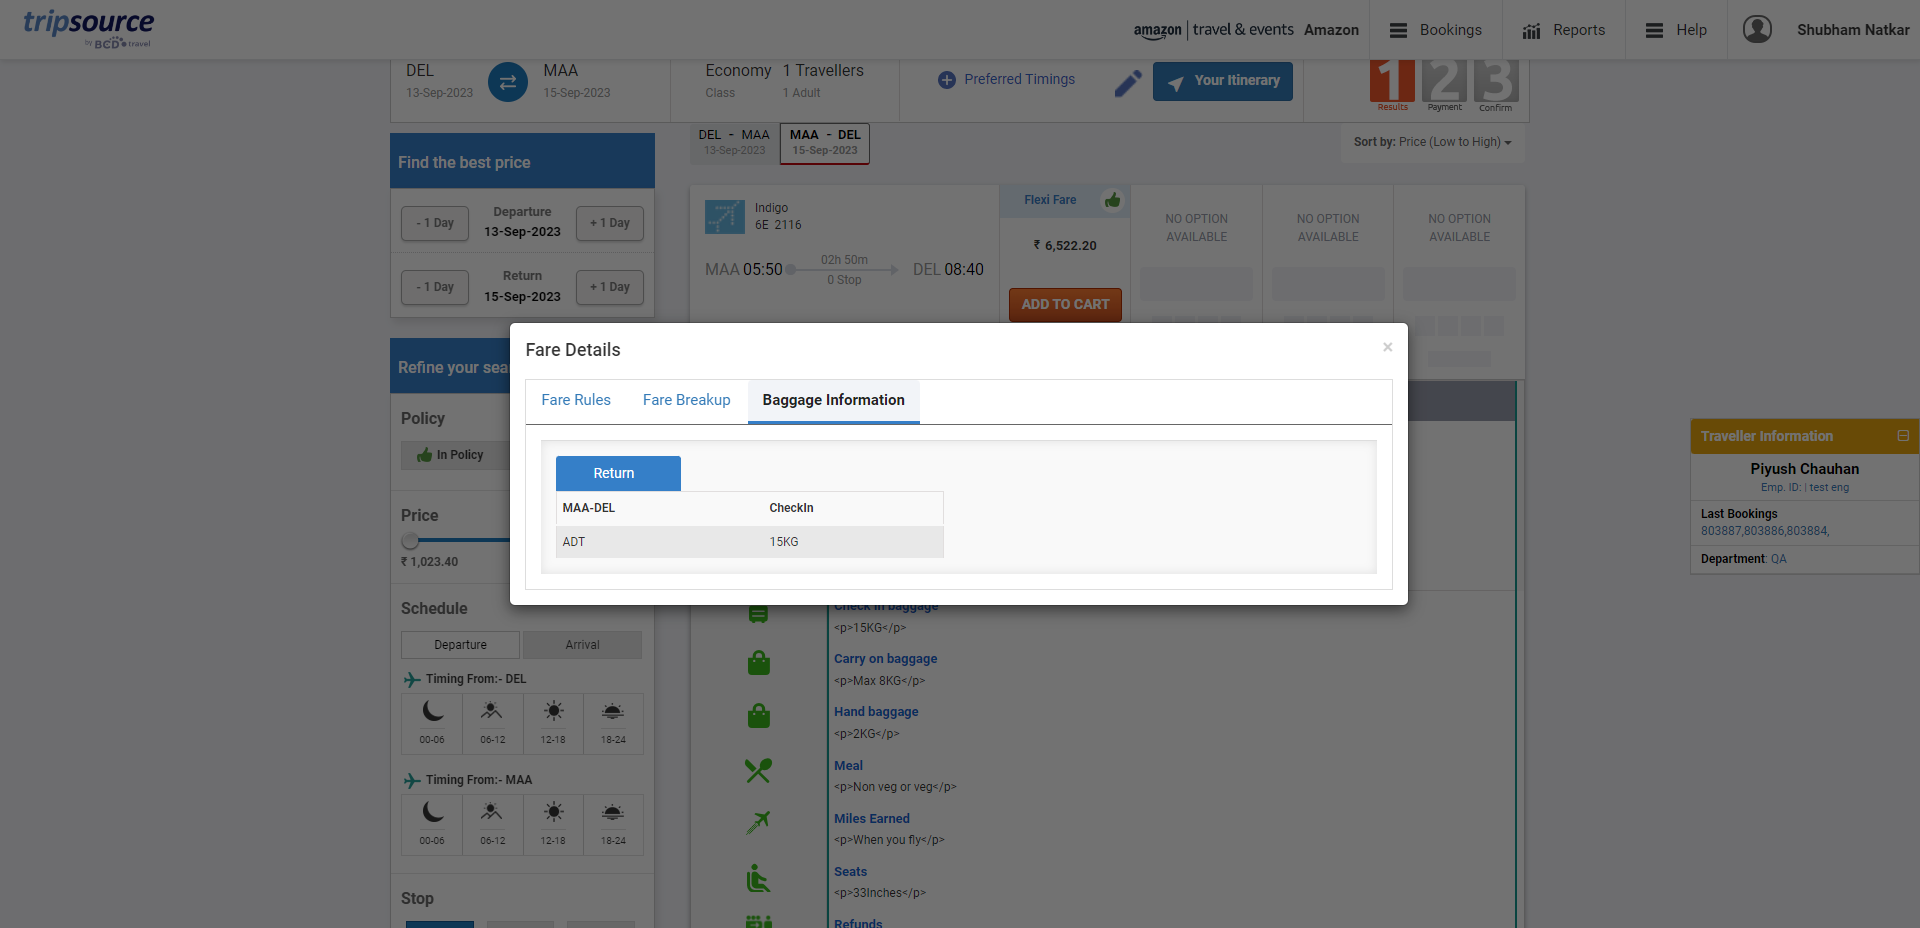 tripsource
by BCD travel
amazon | travel & events Amazon
Bookings
Reports
Help
Shubham Natkar
DEL MAA
13-Sep-2023 15-Sep-2023
Economy 1 Travellers
Class 1 Adult
Preferred Timings
Your Itinerary
1 2 3
Results Payment Confirm
Find the best price
- 1 Day Departure 13-Sep-2023 + 1 Day
- 1 Day Return 15-Sep-2023 + 1 Day
DEL - MAA MAA - DEL
13-Sep-2023 15-Sep-2023
Sort by: Price (Low to High)
Indigo
6E 2116
MAA 05:50 02h 50m DEL 08:40
0 Stop
Flexi Fare
₹ 6,522.20
ADD TO CART
NO OPTION AVAILABLE
NO OPTION AVAILABLE
NO OPTION AVAILABLE
Refine your sea
Policy
In Policy
Price
₹ 1,023.40
Schedule
Departure Arrival
Timing From:- DEL
00-06 06-12 12-18 18-24
Timing From:- MAA
00-06 06-12 12-18 18-24
Stop
Fare Details
×
Fare Rules Fare Breakup Baggage Information
Return
MAA-DEL CheckIn
ADT 15KG
Check in baggage
<p>15KG</p>
Carry on baggage
<p>Max 8KG</p>
Hand baggage
<p>2KG</p>
Meal
<p>Non veg or veg</p>
Miles Earned
<p>When you fly</p>
Seats
<p>33Inches</p>
Refunds
Traveller Information
Piyush Chauhan
Emp. ID: | test eng
Last Bookings
803887,803886,803884,
Department: QA